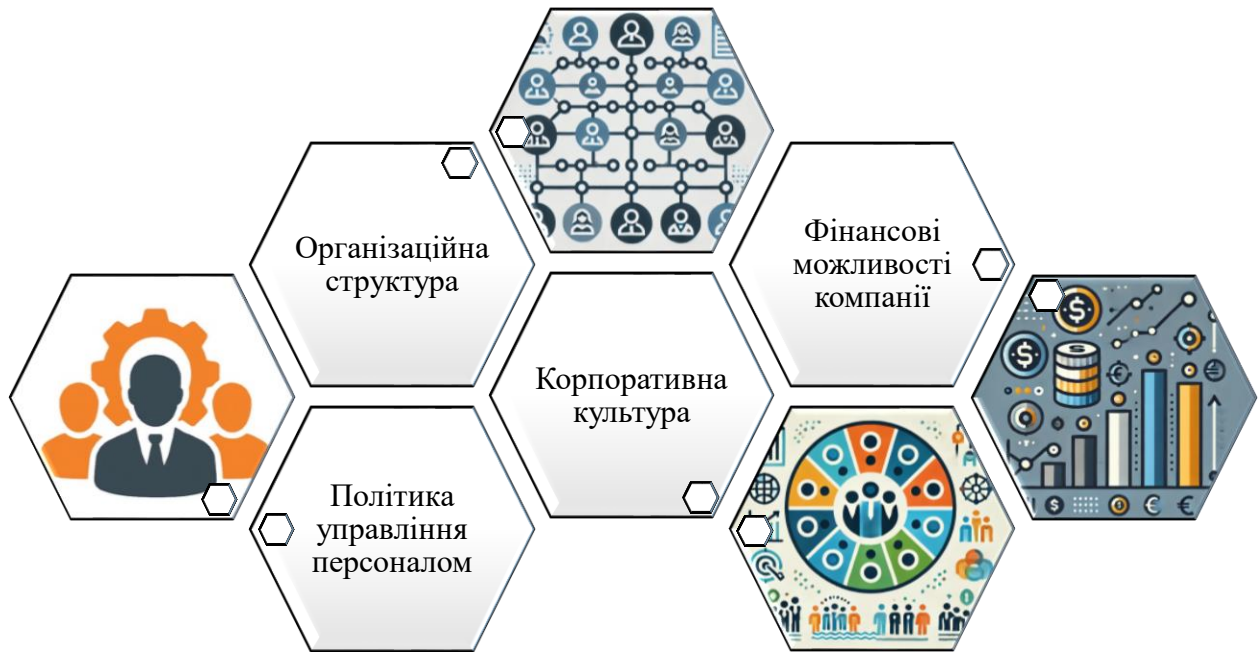 Організаційна
структура
Фінансові
можливості
компанії
Корпоративна
культура
Політика
управління
персоналом